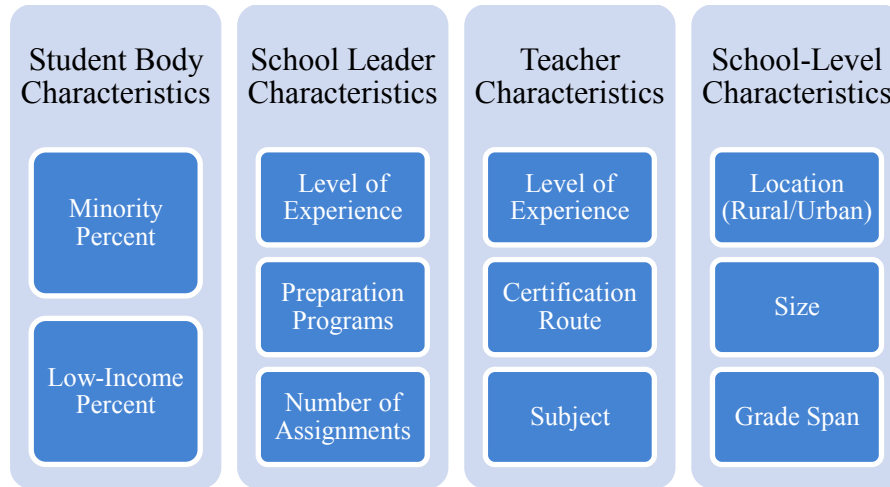 Student Body
Characteristics
Minority
Percent
Low-Income
Percent
School Leader
Characteristics
Level of
Experience
Preparation
Programs
Number of
Assignments
Teacher
Characteristics
Level of
Experience
Certification
Route
Subject
School-Level
Characteristics
Location
(Rural/Urban)
Size
Grade Span